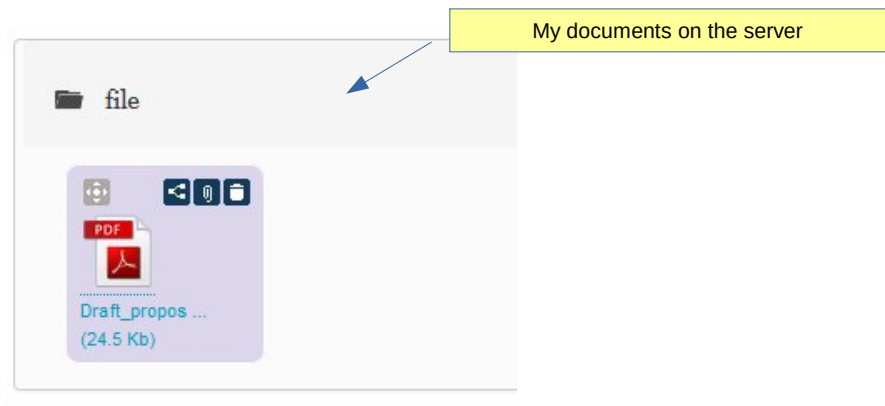 My documents on the server
file
PDF
Draft_propos ...
(24.5 Kb)